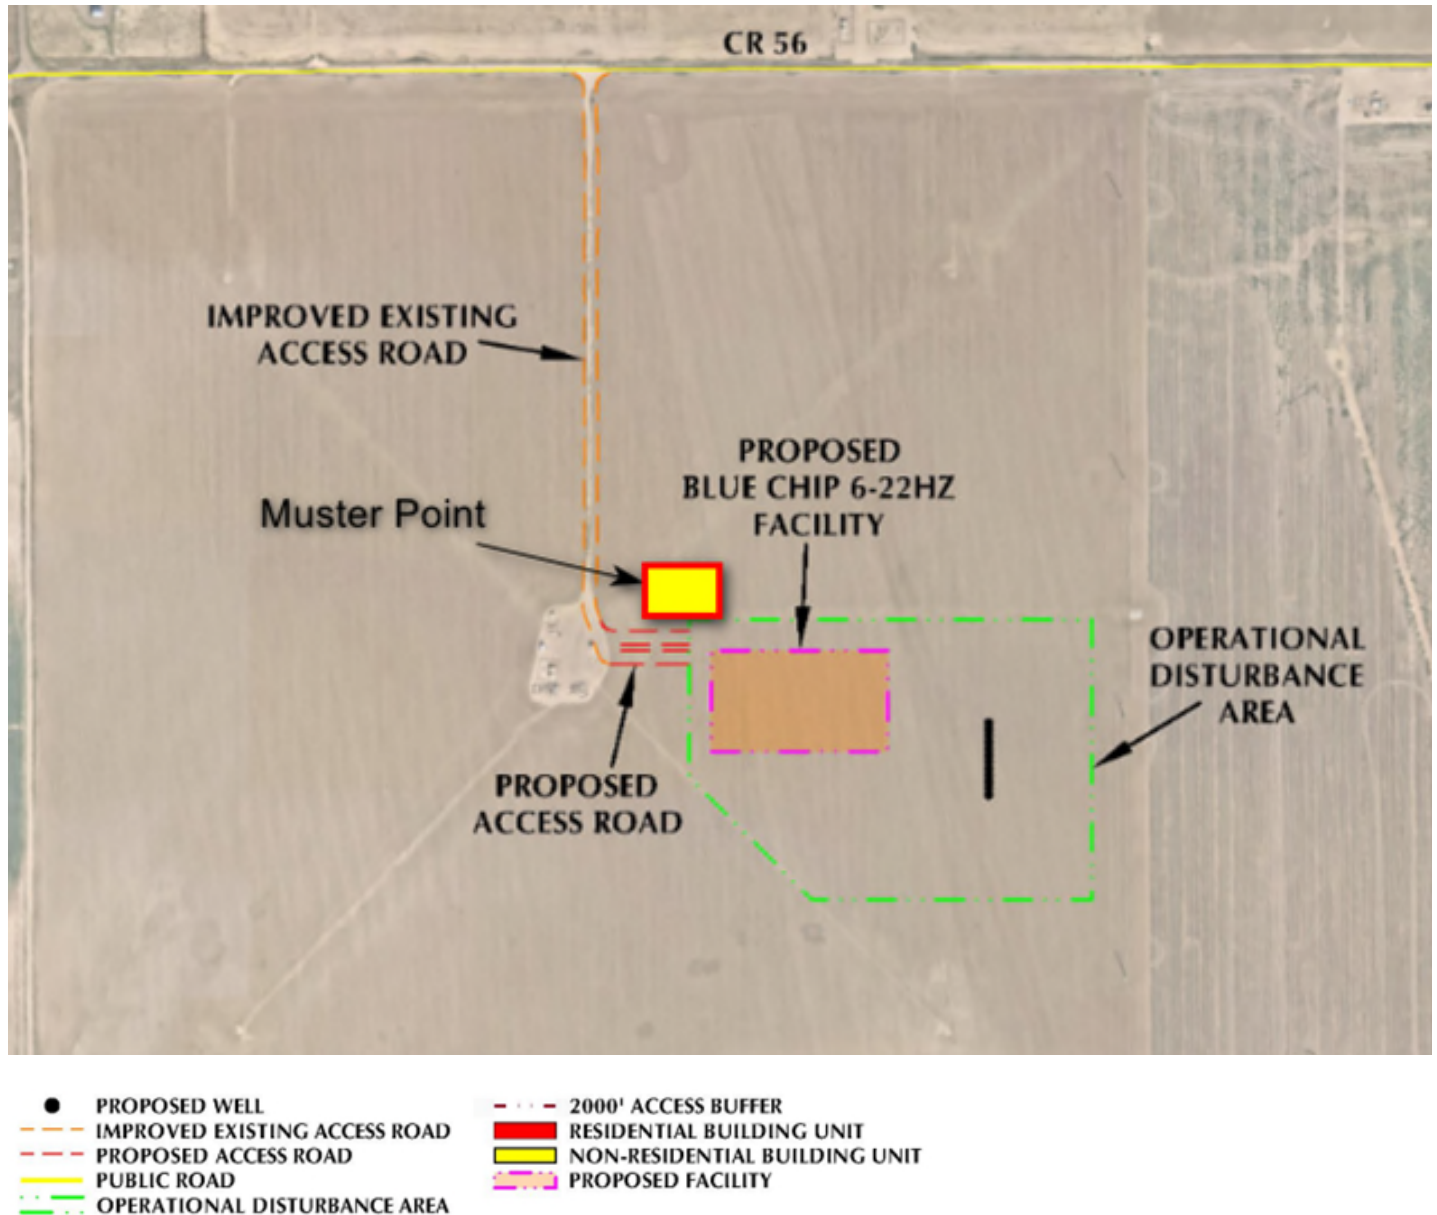 CR 56
IMPROVED EXISTING
ACCESS ROAD
PROPOSED
BLUE CHIP 6-22HZ
FACILITY
Muster Point
OPERATIONAL
DISTURBANCE
AREA
PROPOSED
ACCESS ROAD
PROPOSED WELL
IMPROVED EXISTING ACCESS ROAD
PROPOSED ACCESS ROAD
PUBLIC ROAD
OPERATIONAL DISTURBANCE AREA
2000' ACCESS BUFFER
RESIDENTIAL BUILDING UNIT
NON-RESIDENTIAL BUILDING UNIT
PROPOSED FACILITY